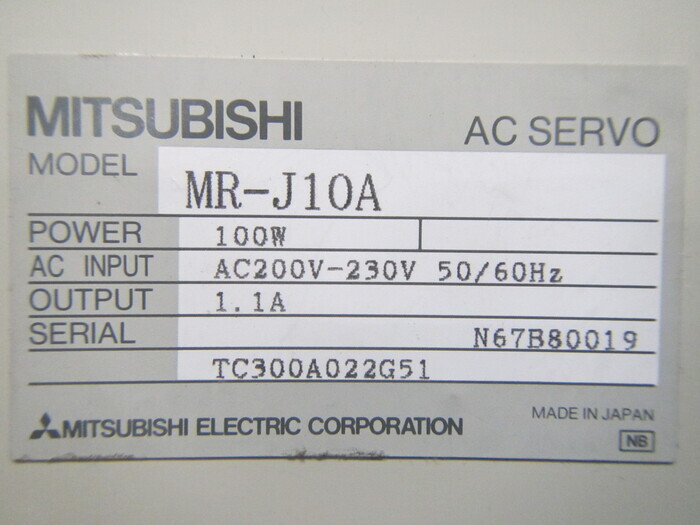 MITSUBISHI AC SERVO
MODEL MR-J10A
POWER 100W
AC INPUT AC200V-230V 50/60Hz
OUTPUT 1.1A
SERIAL N67B80019
TC300A022G51
MITSUBISHI ELECTRIC CORPORATION MADE IN JAPAN
NB